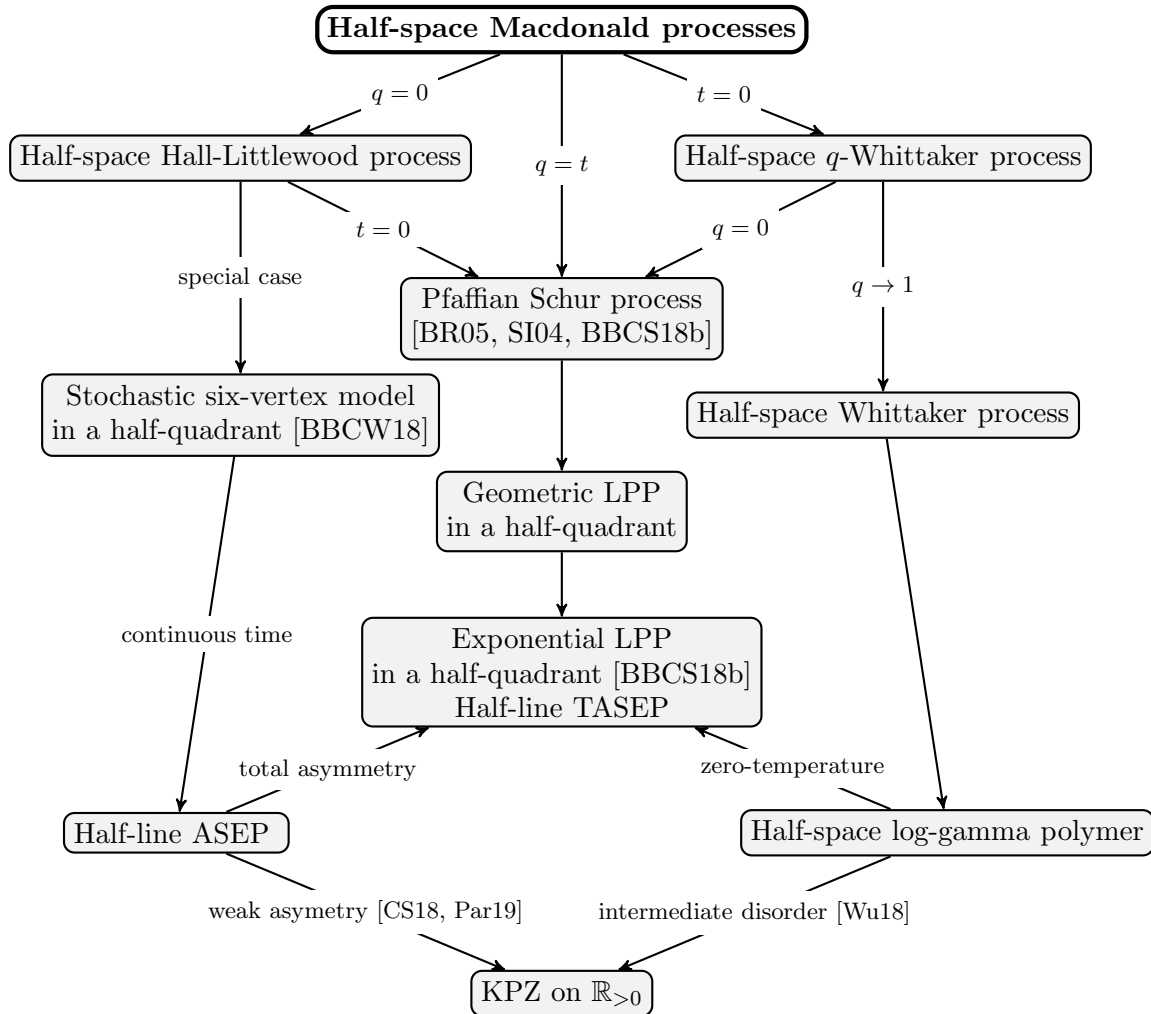 Half-space Macdonald processes
q = 0
t = 0
Half-space Hall-Littlewood process
q = t
Half-space q-Whittaker process
t = 0
q = 0
special case
Pfaffian Schur process
[BR05, SI04, BBCS18b]
q → 1
Stochastic six-vertex model
in a half-quadrant [BBCW18]
Half-space Whittaker process
Geometric LPP
in a half-quadrant
continuous time
Exponential LPP
in a half-quadrant [BBCS18b]
Half-line TASEP
total asymmetry
zero-temperature
Half-line ASEP
Half-space log-gamma polymer
weak asymetry [CS18, Par19]
intermediate disorder [Wu18]
KPZ on ℝ>0